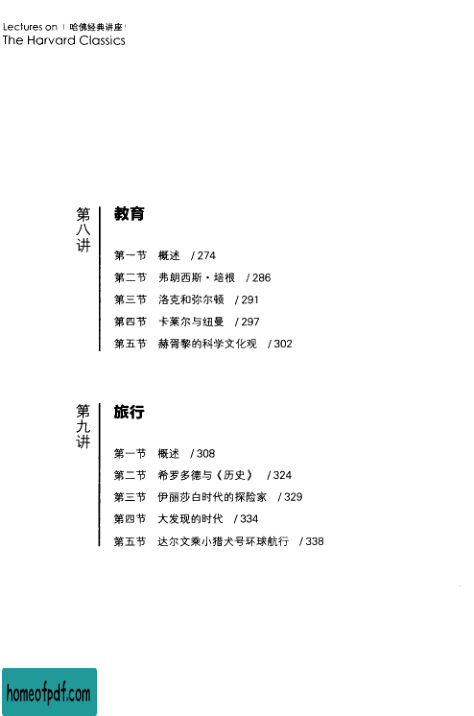 Lectures on | 哈佛经典讲座
The Harvard Classics
第八讲
教育
第一节 概述 / 274
第二节 弗朗西斯·培根 / 286
第三节 洛克和弥尔顿 / 291
第四节 卡莱尔与纽曼 / 297
第五节 赫胥黎的科学文化观 / 302
第九讲
旅行
第一节 概述 / 308
第二节 希罗多德与《历史》 / 324
第三节 伊丽莎白时代的探险家 / 329
第四节 大发现的时代 / 334
第五节 达尔文乘小猎犬号环球航行 / 338
homeofpdf.com